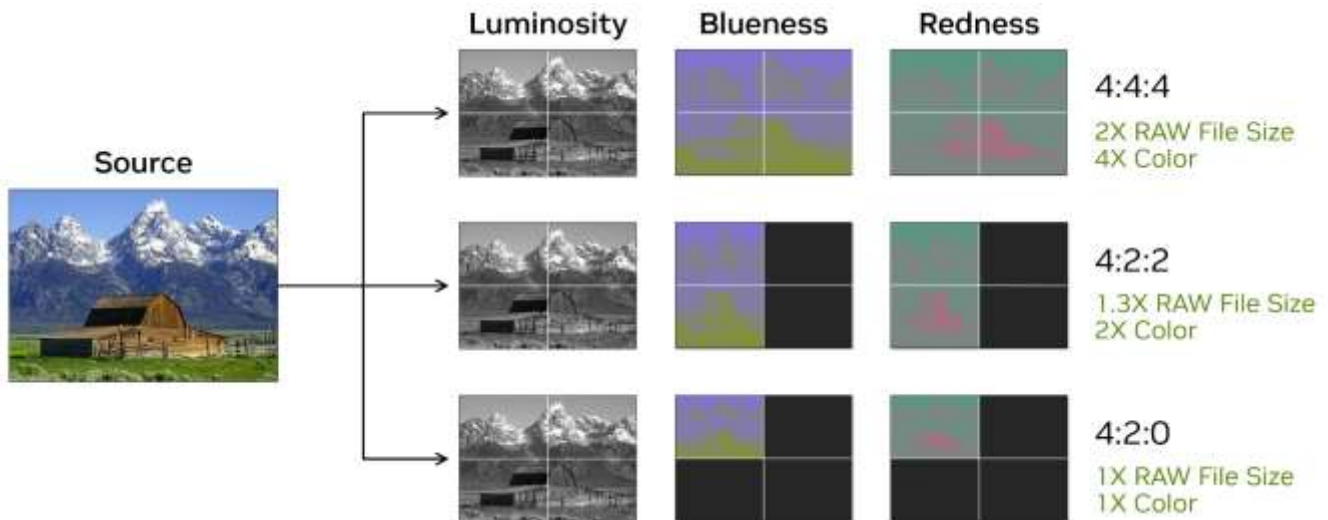 Luminosity
Blueness
Redness
Source
4:4:4
2X RAW File Size
4X Color
4:2:2
1.3X RAW File Size
2X Color
4:2:0
1X RAW File Size
1X Color